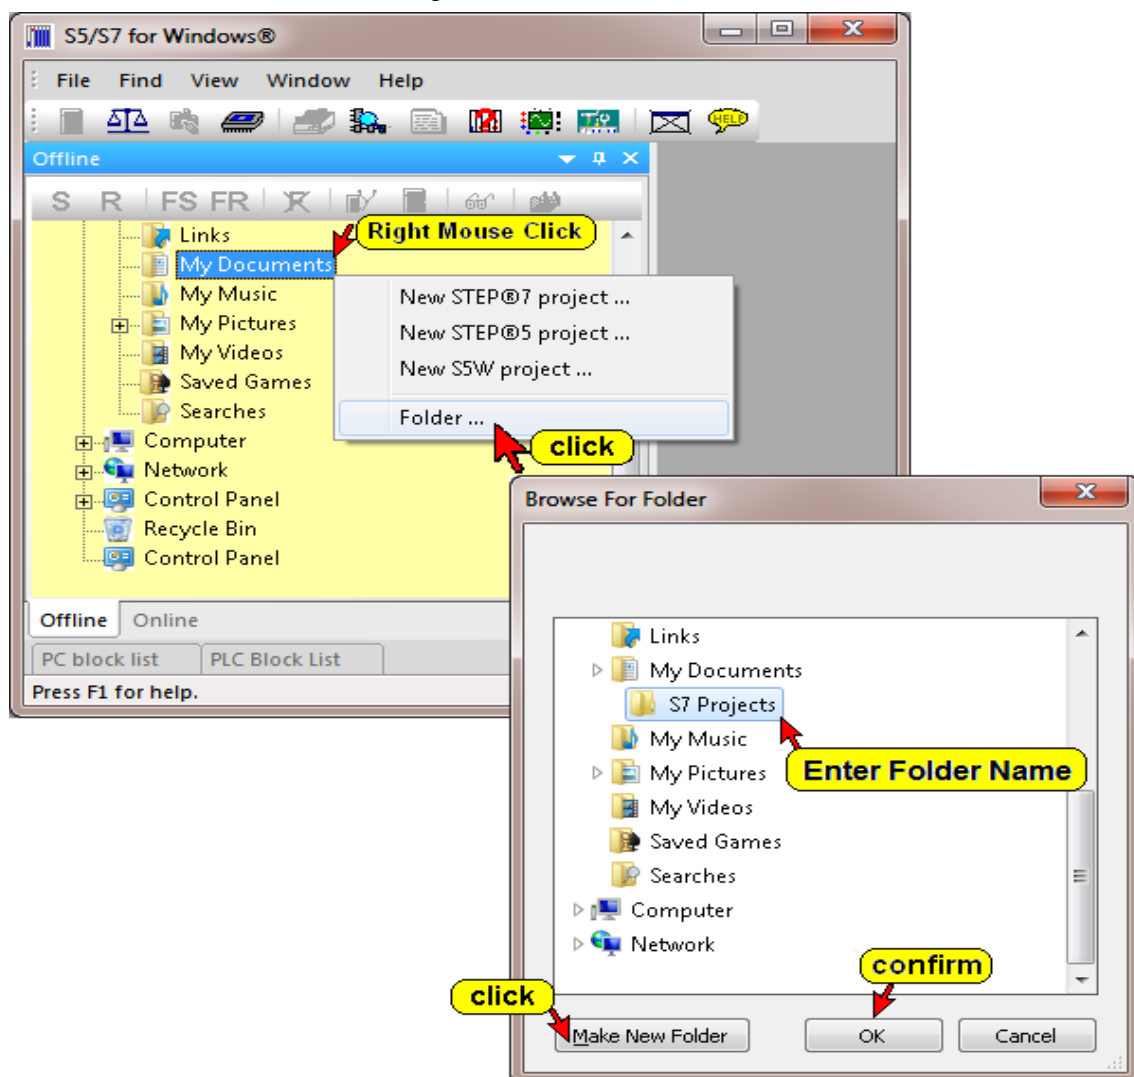 S5/S7 for Windows®
File Find View Window Help
HELP
Offline
S R FS FR
Links
Right Mouse Click
My Documents
My Music
New STEP®7 project ...
My Pictures
New STEP®5 project ...
My Videos
New S5W project ...
Saved Games
Searches
Folder ...
Computer
click
Network
Control Panel
Recycle Bin
Control Panel
Offline Online
PC block list PLC Block List
Press F1 for help.
Browse For Folder
Links
My Documents
S7 Projects
My Music
My Pictures
Enter Folder Name
My Videos
Saved Games
Searches
Computer
Network
confirm
click
Make New Folder OK Cancel